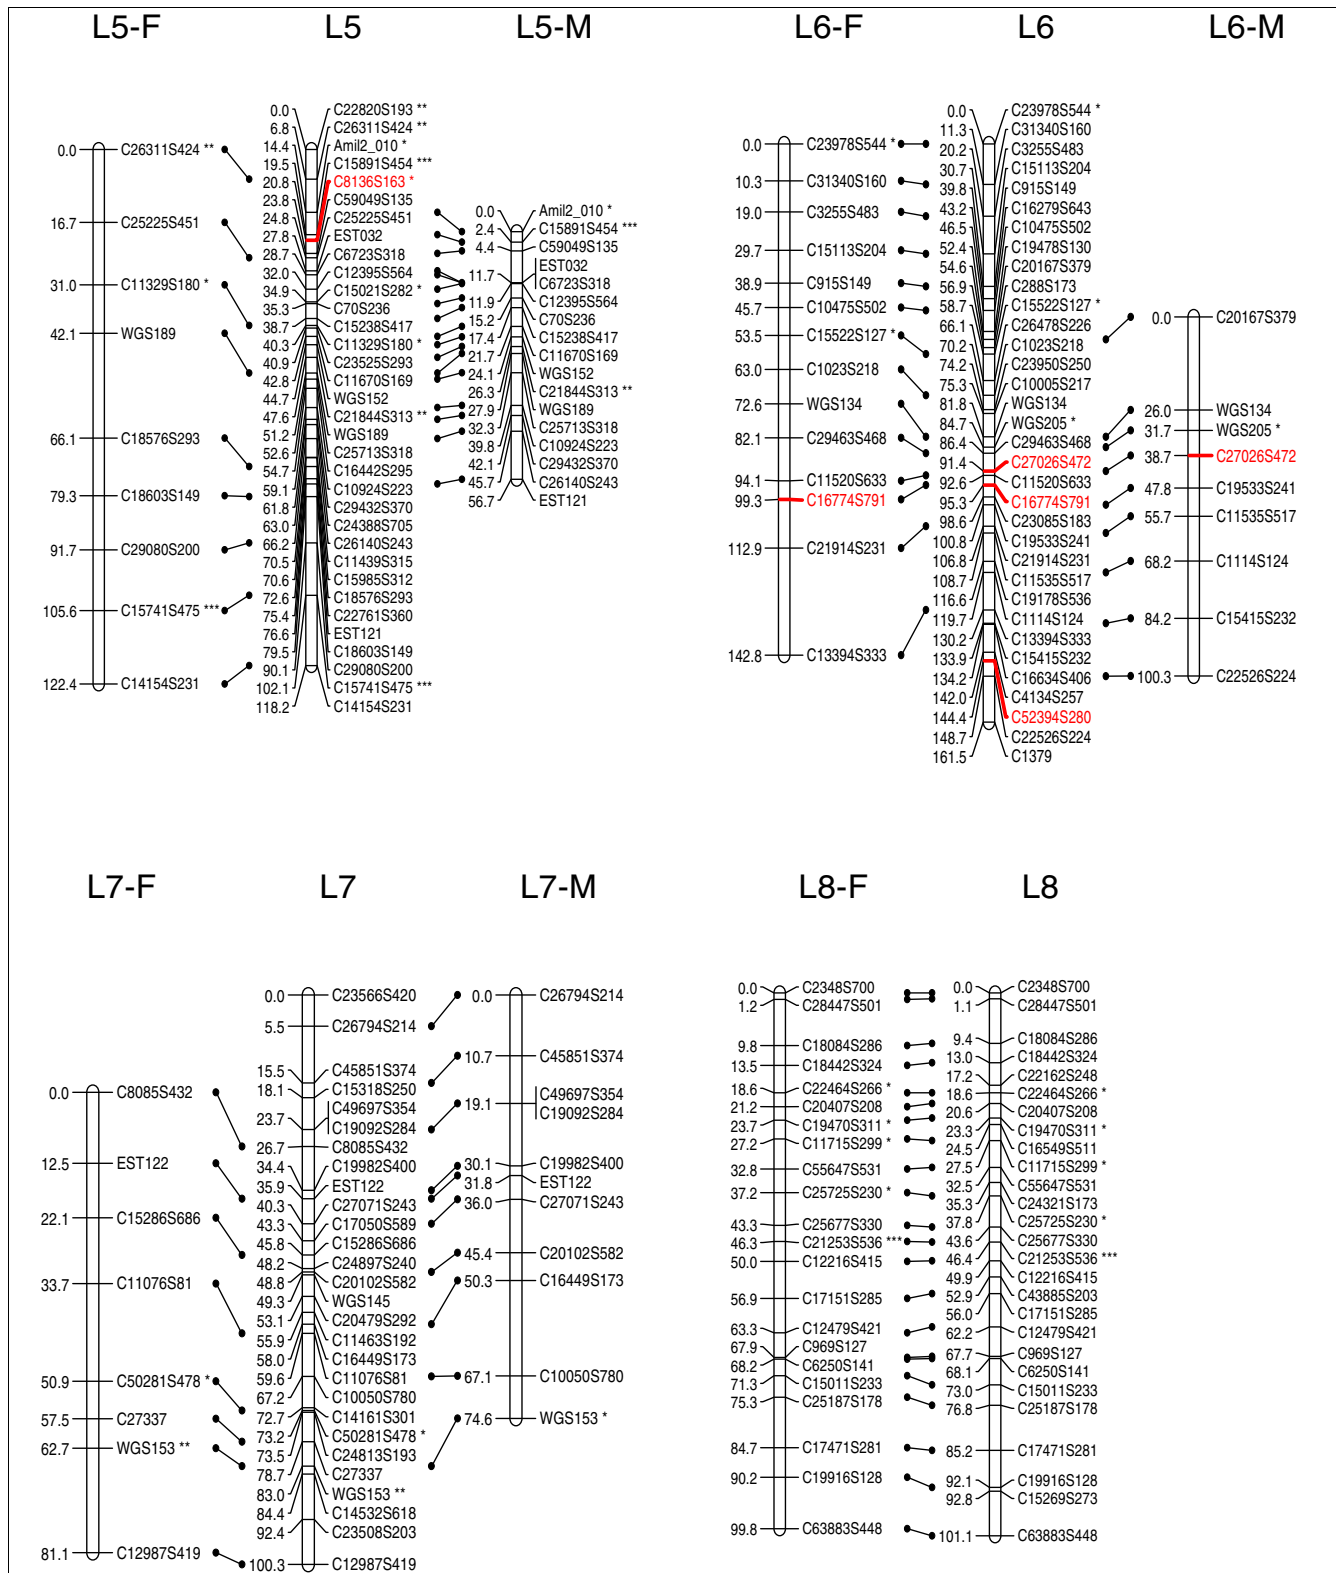 L5-F
0.0 C26311S424 **
16.7 C25225S451
31.0 C11329S180 *
42.1 WGS189
66.1 C18576S293
79.3 C18603S149
91.7 C29080S200
105.6 C15741S475 ***
122.4 C14154S231
L5
0.0 C22820S193 **
6.8 C26311S424 **
14.4 Amil2_010 *
19.5 C15891S454 ***
20.8 C8136S163 *
23.8 C59049S135
24.8 C25225S451
27.8 EST032
28.7 C6723S318
32.0 C12395S564
34.9 C15021S282 *
35.3 C70S236
38.7 C15238S417
40.3 C11329S180 *
40.9 C23525S293
42.8 C11670S169
44.7 WGS152
47.6 C21844S313 **
51.2 WGS189
52.6 C25713S318
54.7 C16442S295
59.1 C10924S223
61.8 C29432S370
63.0 C24388S705
66.2 C26140S243
70.5 C11439S315
70.6 C15985S312
72.6 C18576S293
75.4 C22761S360
76.6 EST121
79.5 C18603S149
90.1 C29080S200
102.1 C15741S475 ***
118.2 C14154S231
L5-M
0.0 Amil2_010 *
2.4 C15891S454 ***
4.4 C59049S135
11.7 EST032
C6723S318
11.9 C12395S564
15.2 C70S236
17.4 C15238S417
21.7 C11670S169
24.1 WGS152
26.3 C21844S313 **
27.9 WGS189
32.3 C25713S318
39.8 C10924S223
42.1 C29432S370
45.7 C26140S243
56.7 EST121
L6-F
0.0 C23978S544 *
10.3 C31340S160
19.0 C3255S483
29.7 C15113S204
38.9 C915S149
45.7 C10475S502
53.5 C15522S127 *
63.0 C1023S218
72.6 WGS134
82.1 C29463S468
94.1 C11520S633
99.3 C16774S791
112.9 C21914S231
142.8 C13394S333
L6
0.0 C23978S544 *
11.3 C31340S160
20.2 C3255S483
30.7 C15113S204
39.8 C915S149
43.2 C16279S643
46.5 C10475S502
52.4 C19478S130
54.6 C20167S379
56.9 C288S173
58.7 C15522S127 *
66.1 C26478S226
70.2 C1023S218
74.2 C23950S250
75.3 C10005S217
81.8 WGS134
84.7 WGS205 *
86.4 C29463S468
91.4 C27026S472
92.6 C11520S633
95.3 C16774S791
98.6 C23085S183
100.8 C19533S241
106.8 C21914S231
108.7 C11535S517
116.6 C19178S536
119.7 C1114S124
130.2 C13394S333
133.9 C15415S232
134.2 C16634S406
142.0 C4134S257
144.4 C52394S280
148.7 C22526S224
161.5 C1379
L6-M
0.0 C20167S379
26.0 WGS134
31.7 WGS205 *
38.7 C27026S472
47.8 C19533S241
55.7 C11535S517
68.2 C1114S124
84.2 C15415S232
100.3 C22526S224
L7-F
0.0 C8085S432
12.5 EST122
22.1 C15286S686
33.7 C11076S81
50.9 C50281S478 *
57.5 C27337
62.7 WGS153 **
81.1 C12987S419
L7
0.0 C23566S420
5.5 C26794S214
15.5 C45851S374
18.1 C15318S250
23.7 C49697S354
C19092S284
26.7 C8085S432
34.4 C19982S400
35.9 EST122
40.3 C27071S243
43.3 C17050S589
45.8 C15286S686
48.2 C24897S240
48.8 C20102S582
49.3 WGS145
53.1 C20479S292
55.9 C11463S192
58.0 C16449S173
59.6 C11076S81
67.2 C10050S780
72.7 C14161S301
73.2 C50281S478 *
73.5 C24813S193
78.7 C27337
83.0 WGS153 **
84.4 C14532S618
92.4 C23508S203
100.3 C12987S419
L7-M
0.0 C26794S214
10.7 C45851S374
19.1 C49697S354
C19092S284
30.1 C19982S400
31.8 EST122
36.0 C27071S243
45.4 C20102S582
50.3 C16449S173
67.1 C10050S780
74.6 WGS153 *
L8-F
0.0 C2348S700
1.2 C28447S501
9.8 C18084S286
13.5 C18442S324
18.6 C22464S266 *
21.2 C20407S208
23.7 C19470S311 *
27.2 C11715S299 *
32.8 C55647S531
37.2 C25725S230 *
43.3 C25677S330
46.3 C21253S536 ***
50.0 C12216S415
56.9 C17151S285
63.3 C12479S421
67.9 C969S127
68.2 C6250S141
71.3 C15011S233
75.3 C25187S178
84.7 C17471S281
90.2 C19916S128
99.8 C63883S448
L8
0.0 C2348S700
1.1 C28447S501
9.4 C18084S286
13.0 C18442S324
17.2 C22162S248
18.6 C22464S266 *
20.6 C20407S208
23.3 C19470S311 *
24.5 C16549S511
27.5 C11715S299 *
32.5 C55647S531
35.3 C24321S173
37.8 C25725S230 *
43.6 C25677S330
46.4 C21253S536 ***
49.9 C12216S415
52.9 C43885S203
56.0 C17151S285
62.2 C12479S421
67.7 C969S127
68.1 C6250S141
73.0 C15011S233
76.8 C25187S178
85.2 C17471S281
92.1 C19916S128
92.8 C15269S273
101.1 C63883S448